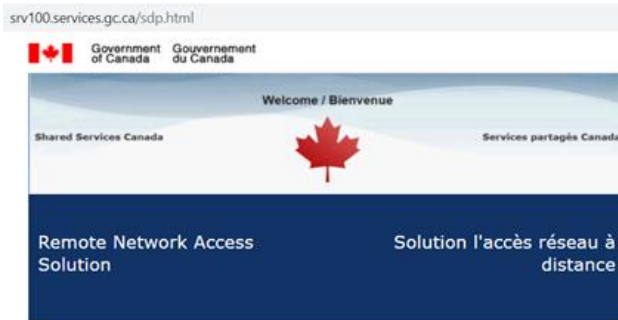 srv100.services.gc.ca/sdp.html
Government Gouvernement
of Canada du Canada
Welcome / Bienvenue
Shared Services Canada
Services partagés Canada
Remote Network Access
Solution
Solution l'accès réseau à
distance